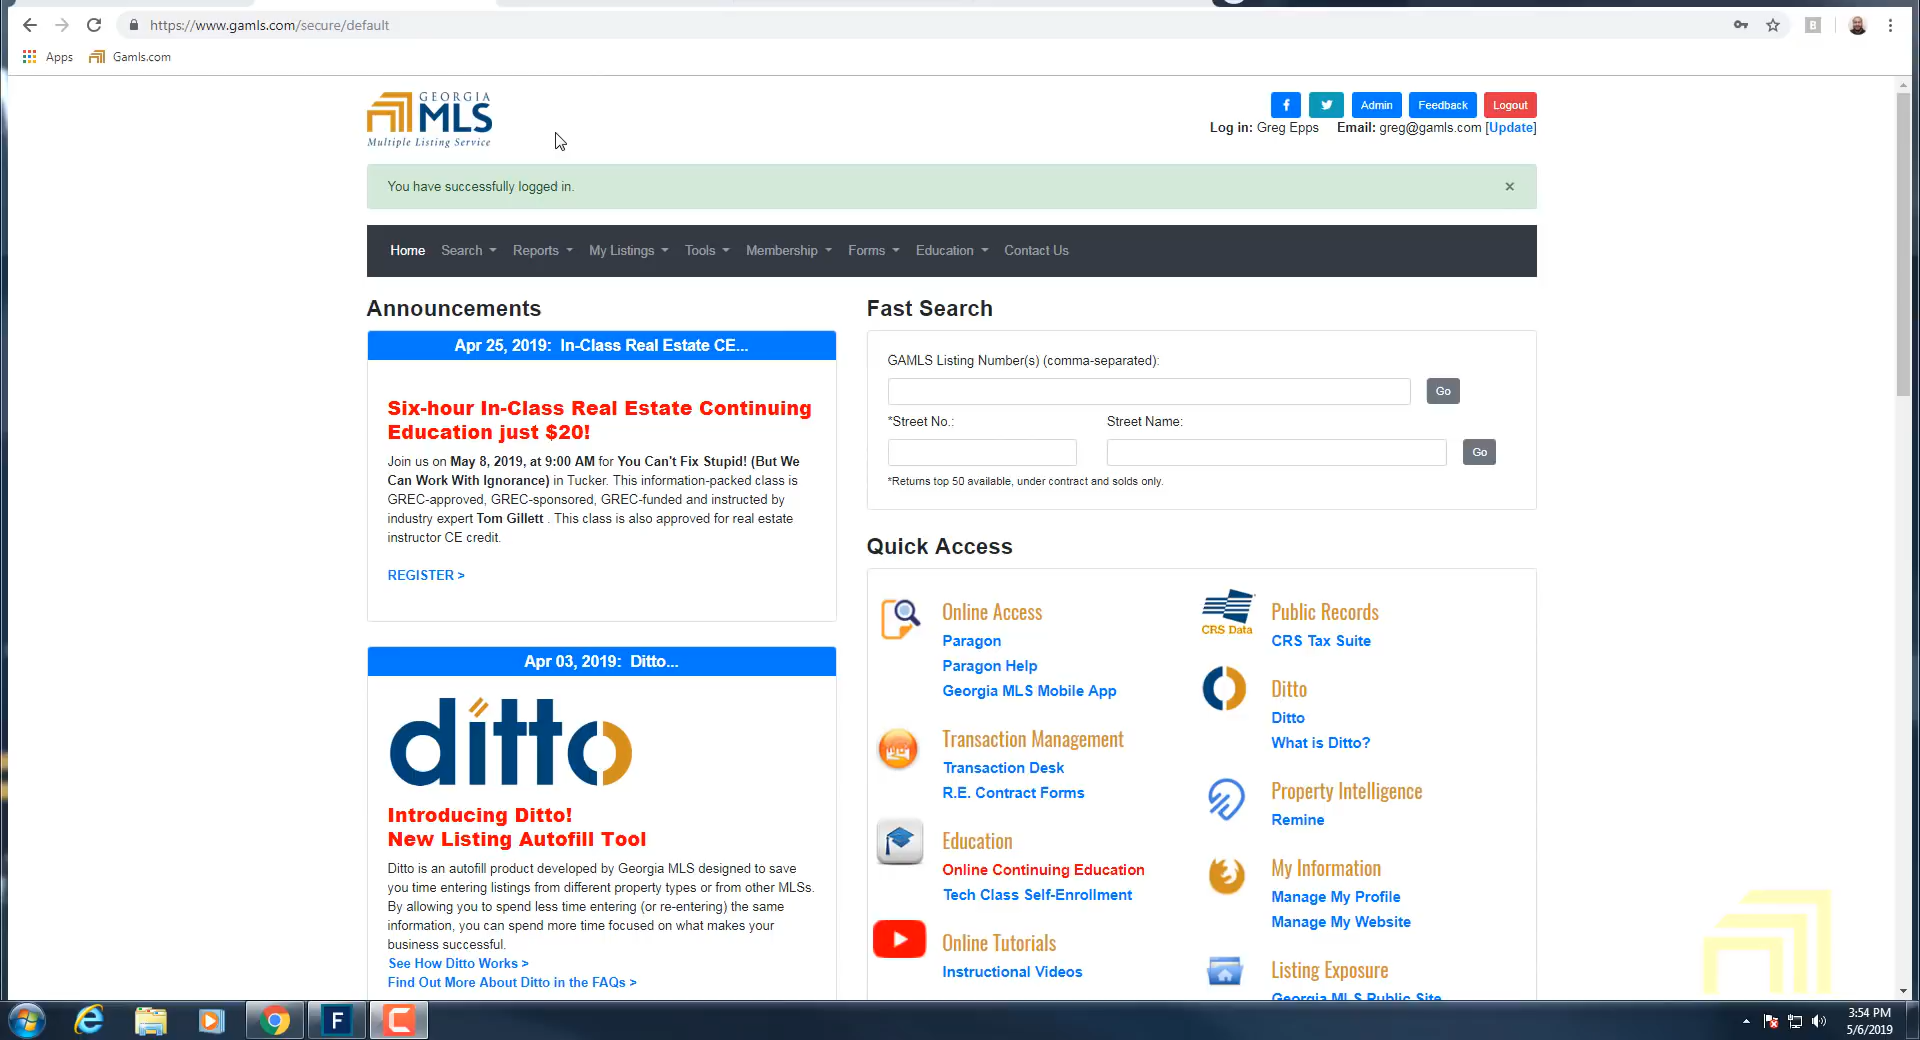 https://www.gamls.com/secure/default
Apps Gamls.com
GEORGIA
MLS
Multiple Listing Service
Admin Feedback Logout
Log in: Greg Epps Email: greg@gamls.com [Update]
You have successfully logged in. ×
Home Search Reports My Listings Tools Membership Forms Education Contact Us
Announcements
Apr 25, 2019: In-Class Real Estate CE...
Six-hour In-Class Real Estate Continuing
Education just $20!
Join us on May 8, 2019, at 9:00 AM for You Can't Fix Stupid! (But We
Can Work With Ignorance) in Tucker. This information-packed class is
GREC-approved, GREC-sponsored, GREC-funded and instructed by
industry expert Tom Gillett . This class is also approved for real estate
instructor CE credit.
REGISTER >
Apr 03, 2019: Ditto...
ditto
Introducing Ditto!
New Listing Autofill Tool
Ditto is an autofill product developed by Georgia MLS designed to save
you time entering listings from different property types or from other MLSs.
By allowing you to spend less time entering (or re-entering) the same
information, you can spend more time focused on what makes your
business successful.
See How Ditto Works >
Find Out More About Ditto in the FAQs >
Fast Search
GAMLS Listing Number(s) (comma-separated):
Go
*Street No.: Street Name:
Go
*Returns top 50 available, under contract and solds only.
Quick Access
Online Access
Paragon
Paragon Help
Georgia MLS Mobile App
Transaction Management
Transaction Desk
R.E. Contract Forms
Education
Online Continuing Education
Tech Class Self-Enrollment
Online Tutorials
Instructional Videos
CRS Data
Public Records
CRS Tax Suite
Ditto
Ditto
What is Ditto?
Property Intelligence
Remine
My Information
Manage My Profile
Manage My Website
Listing Exposure
Georgia MLS Public Site
3:54 PM
5/6/2019